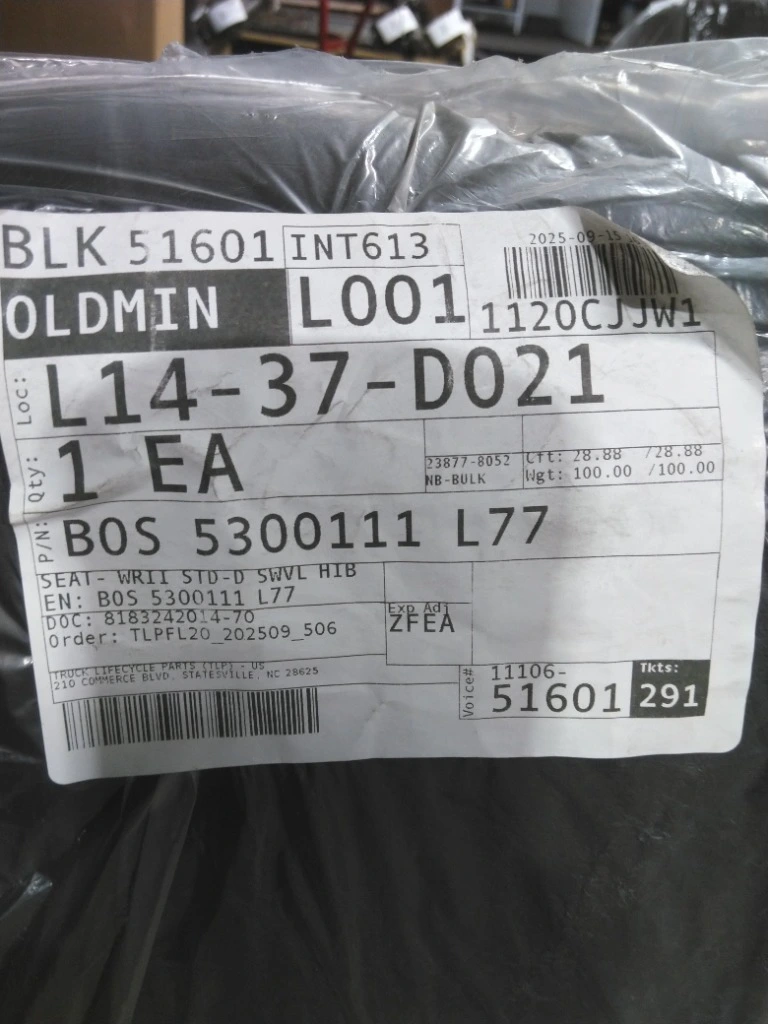 BLK 51601 INT613
2025-09-15
OLDMIN L001 1120CJJW1
Loc: L14-37-D021
Qty: 1 EA
23877-8052
NB-BULK
Cft: 28.88 /28.88
Wgt: 100.00 /100.00
P/N: BOS 5300111 L77
SEAT- WRII STD-D SWVL HIB
EN: BOS 5300111 L77
DOC: 8183242014-70
Order: TLPFL20_202509_506
Exp Adj
ZFEA
TRUCK LIFECYCLE PARTS (TLP) - US
210 COMMERCE BLVD, STATESVILLE, NC 28625
Voice# 11106-
51601
Tkts:
291